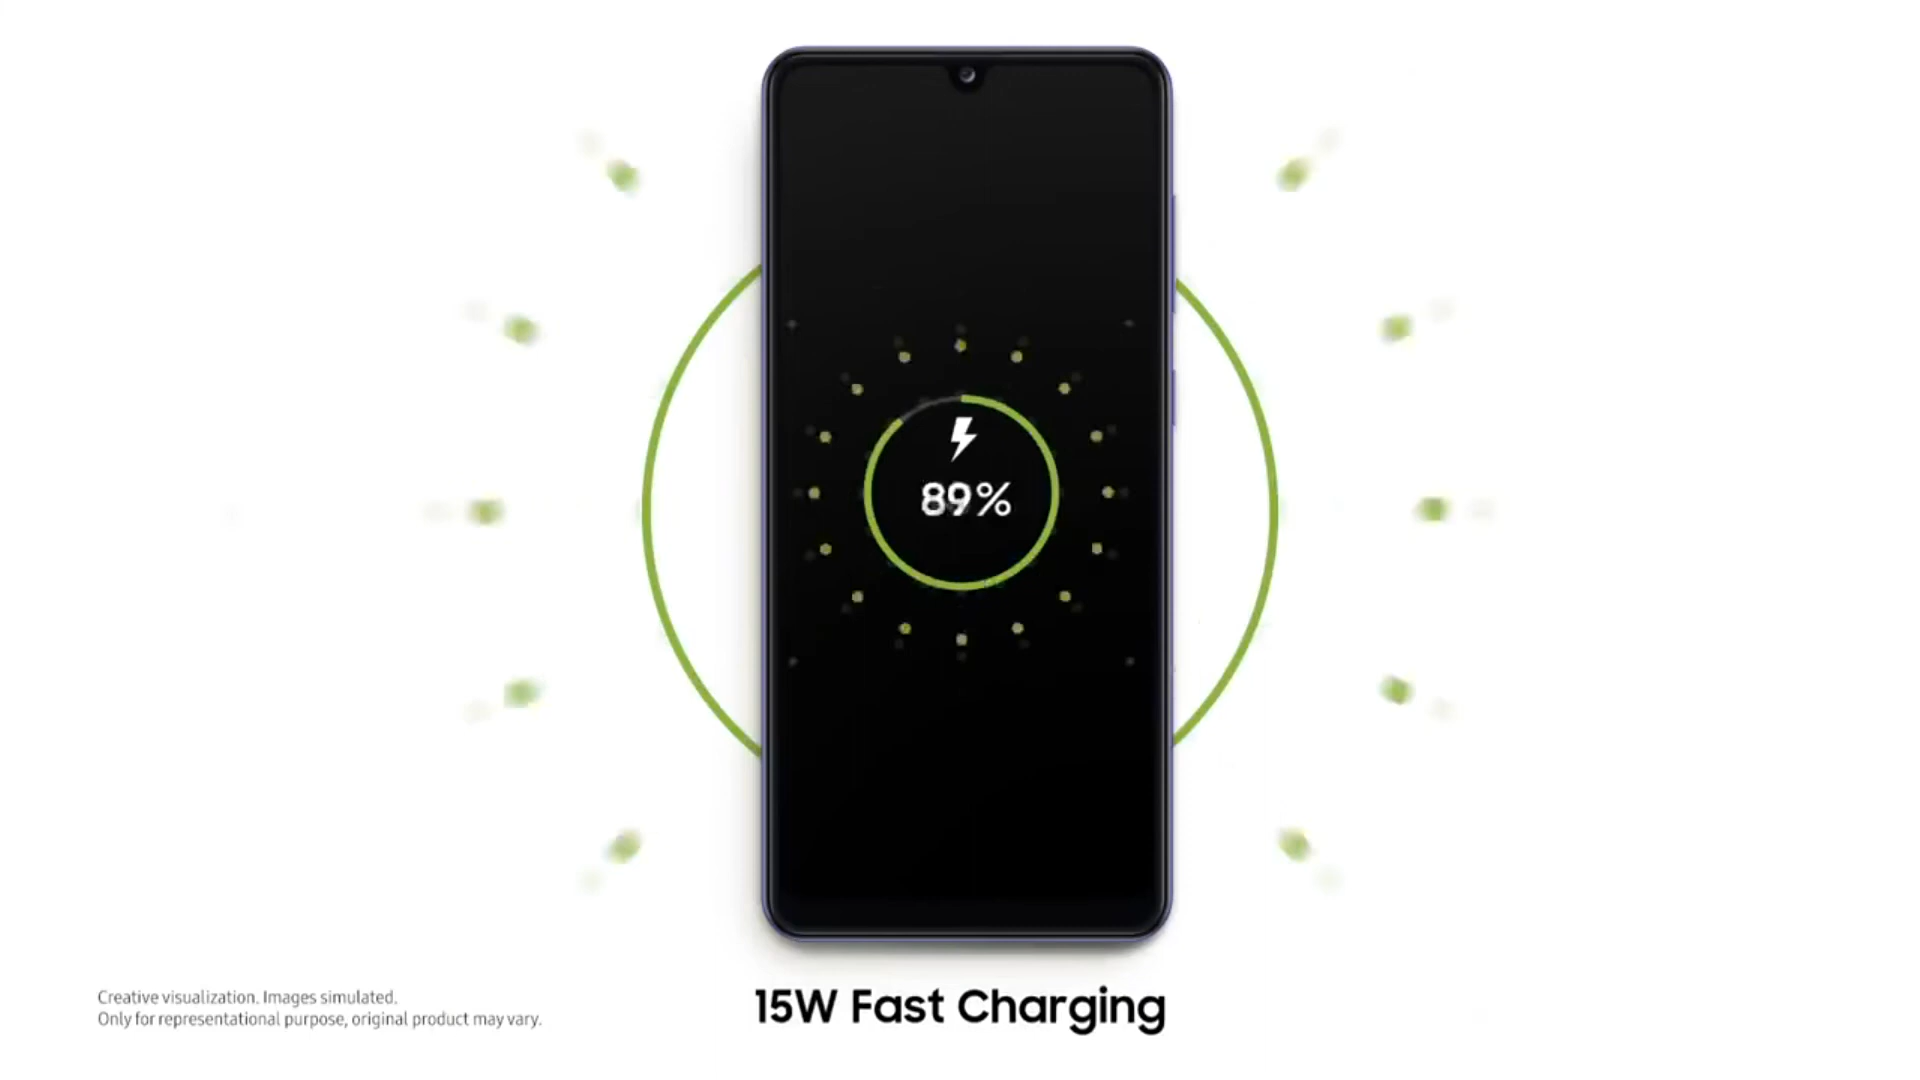 89%
15W Fast Charging
Creative visualization. Images simulated.
Only for representational purpose, original product may vary.